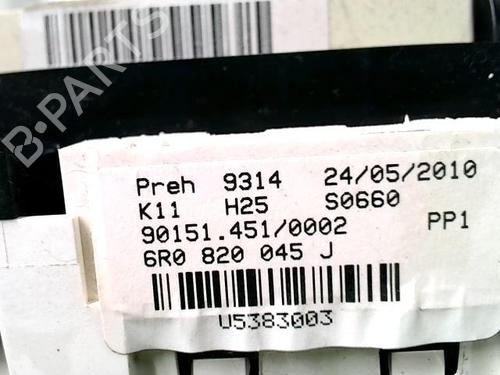 B-PARTS
Preh 9314 24/05/2010
K11 H25 S0660
90151.451/0002 PP1
6R0 820 045 J
U5383003